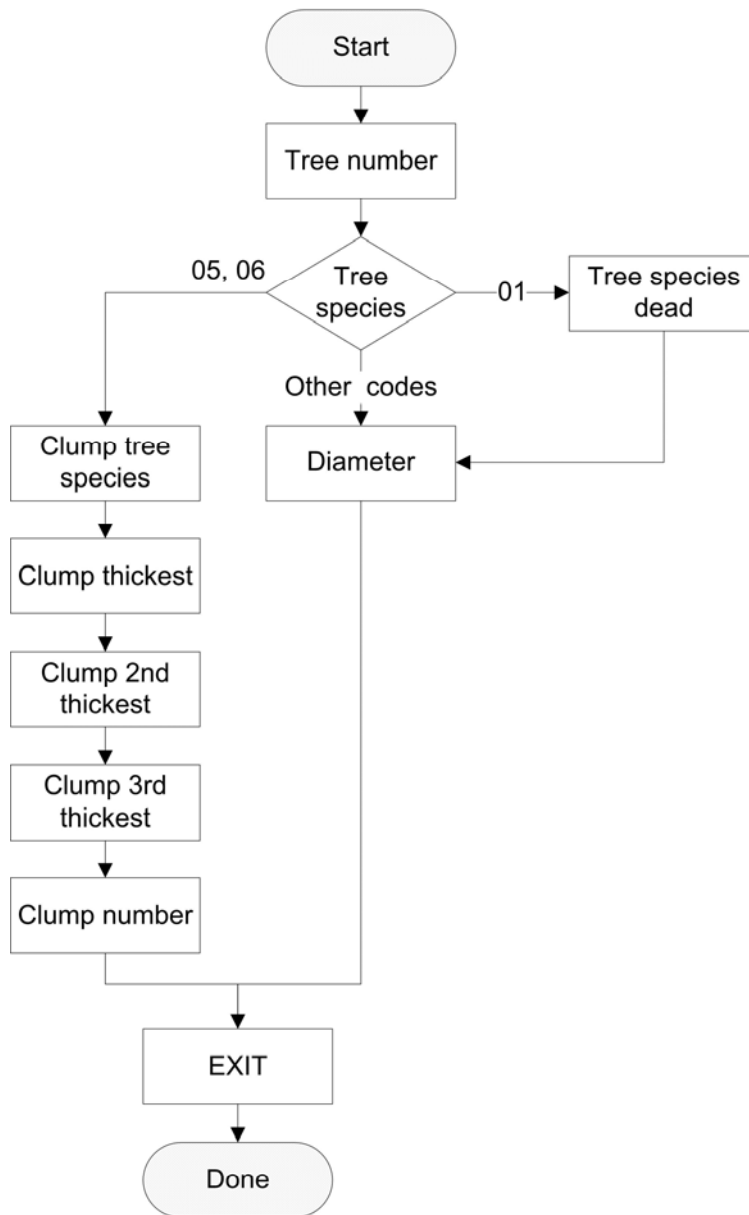 Start
Tree number
05, 06
Tree
species
01
Tree species
dead
Other codes
Clump tree
species
Diameter
Clump thickest
Clump 2nd
thickest
Clump 3rd
thickest
Clump number
EXIT
Done